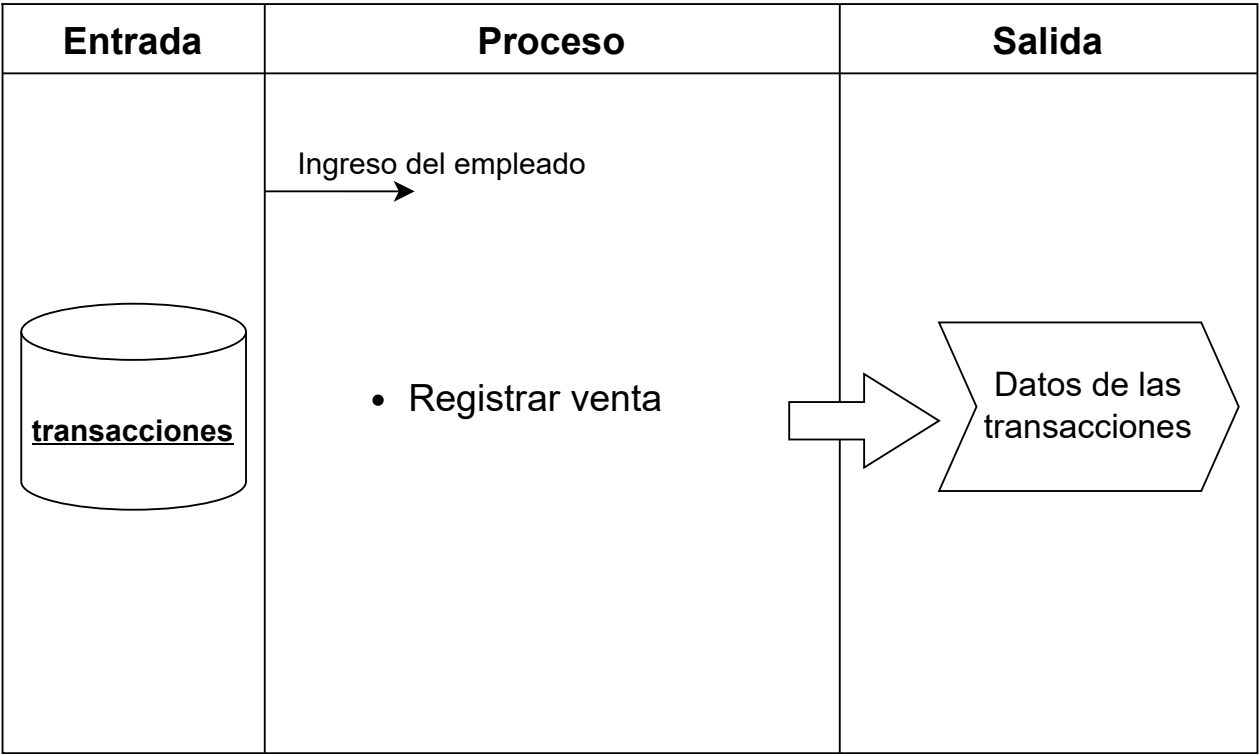 Entrada
Proceso
Salida
Ingreso del empleado
transacciones
• Registrar venta
Datos de las
transacciones